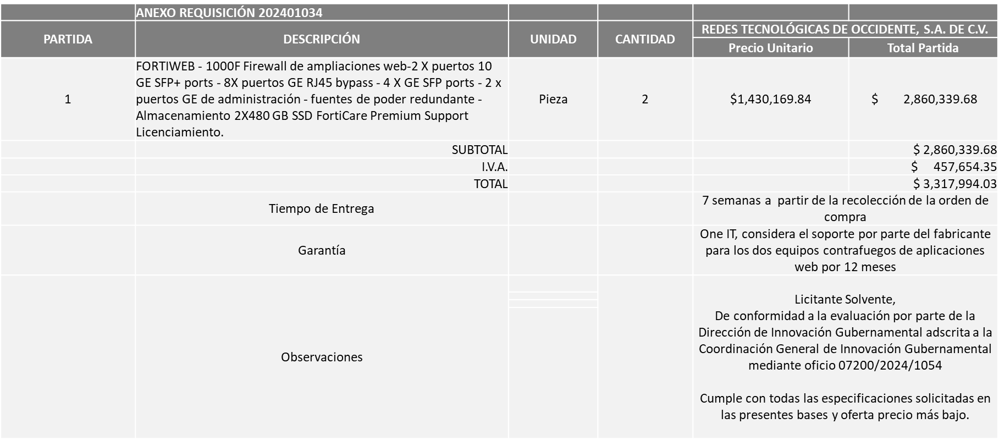 ANEXO REQUISICIÓN 202401034
PARTIDA
DESCRIPCIÓN
UNIDAD
CANTIDAD
REDES TECNOLÓGICAS DE OCCIDENTE, S.A. DE C.V.
Precio Unitario
Total Partida
1
FORTIWEB - 1000F Firewall de ampliaciones web-2 X puertos 10
GE SFP+ ports - 8X puertos GE RJ45 bypass - 4 X GE SFP ports - 2 x
puertos GE de administración - fuentes de poder redundante -
Almacenamiento 2X480 GB SSD FortiCare Premium Support
Licenciamiento.
Pieza
2
$1,430,169.84
$ 2,860,339.68
SUBTOTAL
$ 2,860,339.68
I.V.A.
$ 457,654.35
TOTAL
$ 3,317,994.03
Tiempo de Entrega
7 semanas a partir de la recolección de la orden de
compra
Garantía
One IT, considera el soporte por parte del fabricante
para los dos equipos contrafuegos de aplicaciones
web por 12 meses
Observaciones
Licitante Solvente,
De conformidad a la evaluación por parte de la
Dirección de Innovación Gubernamental adscrita a la
Coordinación General de Innovación Gubernamental
mediante oficio 07200/2024/1054
Cumple con todas las especificaciones solicitadas en
las presentes bases y oferta precio más bajo.